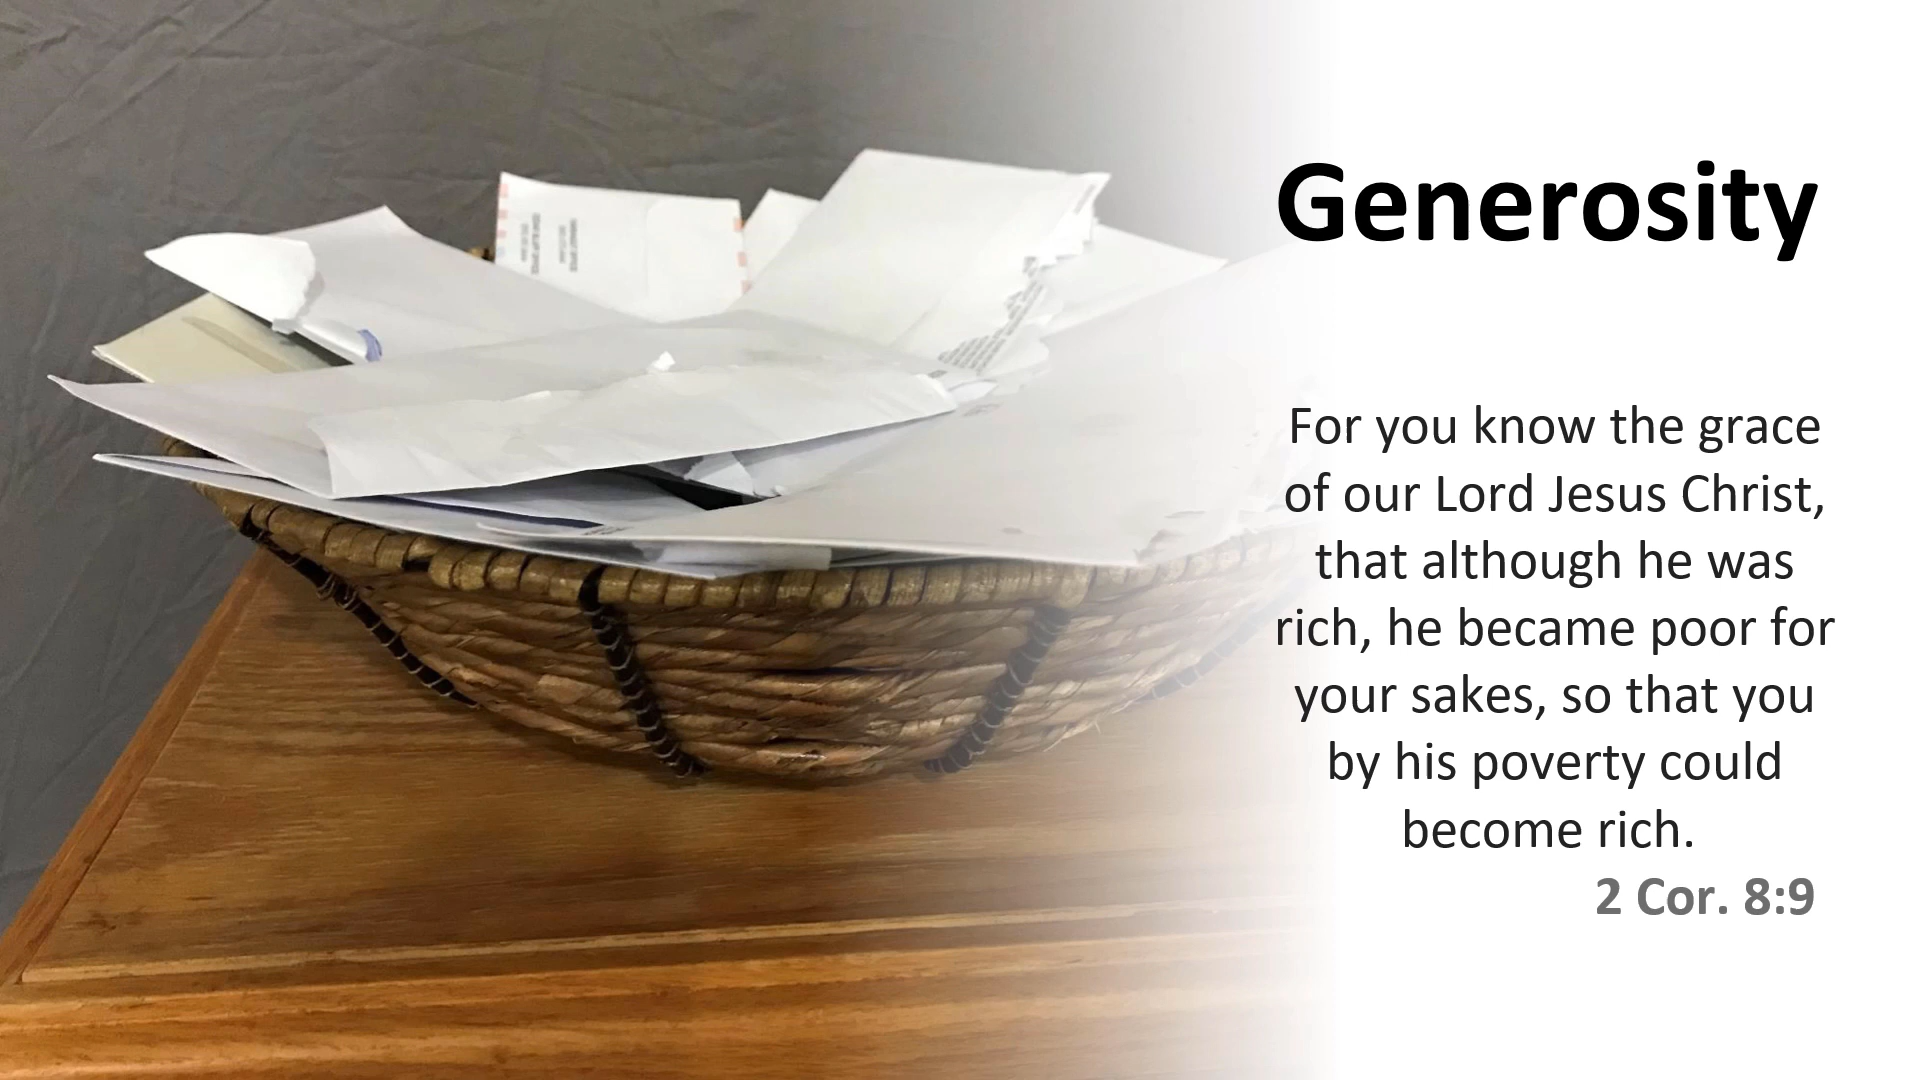 Generosity
For you know the grace
of our Lord Jesus Christ,
that although he was
rich, he became poor for
your sakes, so that you
by his poverty could
become rich.
2 Cor. 8:9